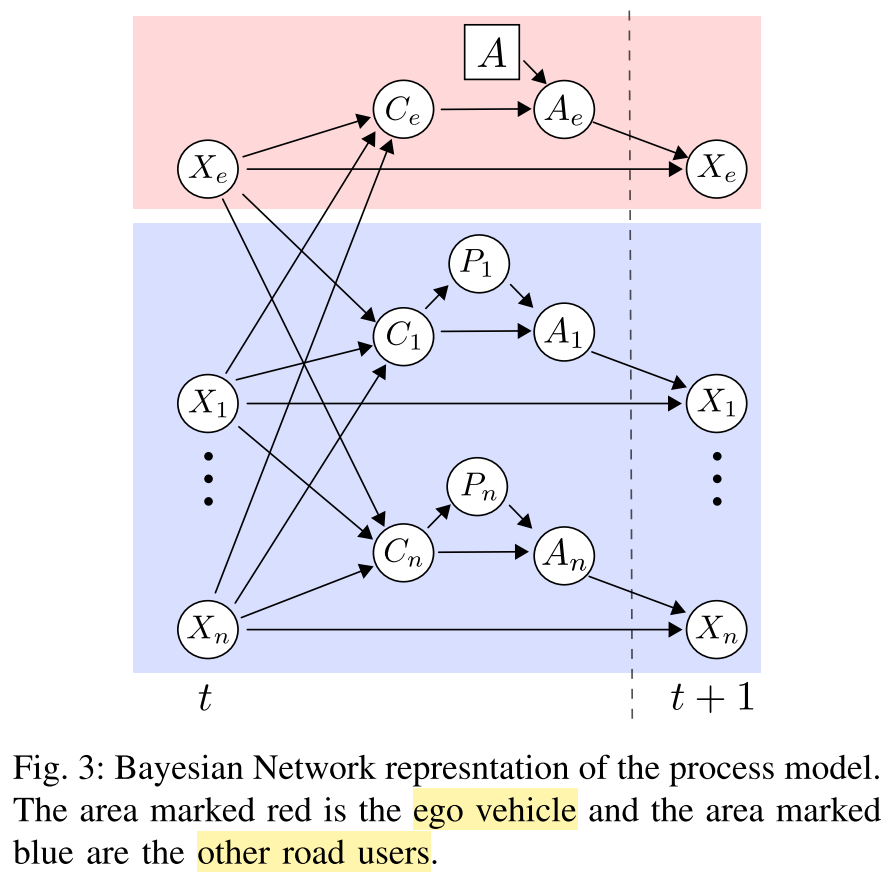 A
C_e
A_e
X_e
X_e
P_1
C_1
A_1
X_1
X_1
P_n
C_n
A_n
X_n
X_n
t
t + 1
Fig. 3: Bayesian Network represntation of the process model.
The area marked red is the ego vehicle and the area marked
blue are the other road users.